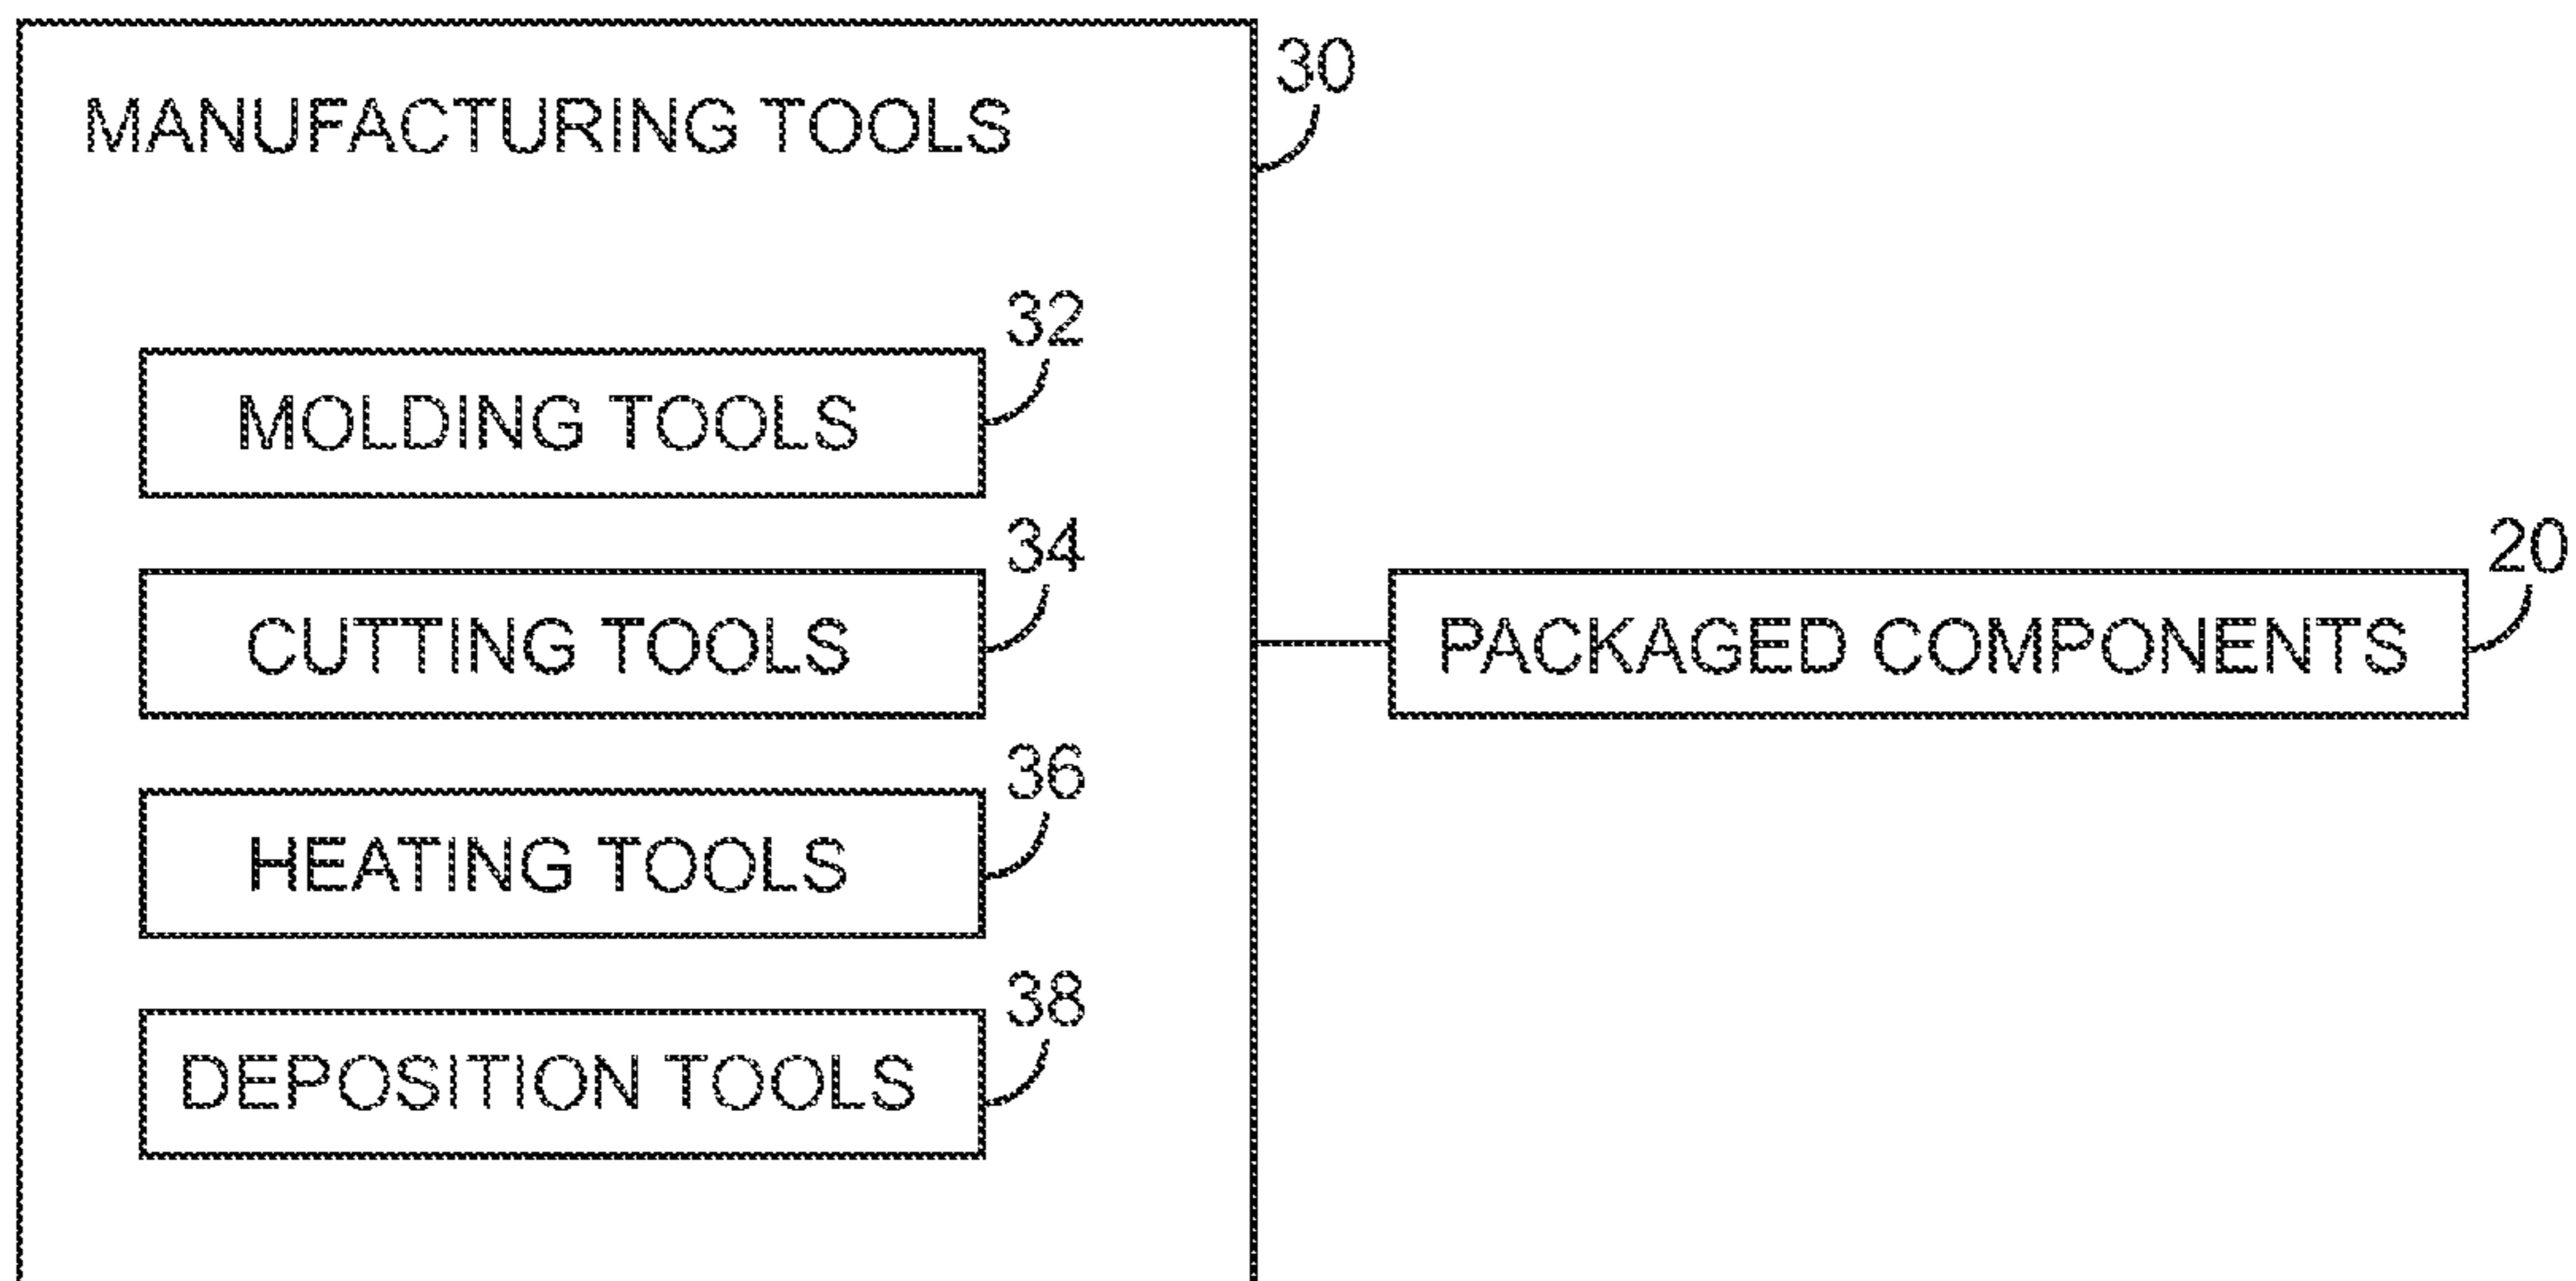 30
MANUFACTURING TOOLS
32
MOLDING TOOLS
34
CUTTING TOOLS
20
PACKAGED COMPONENTS
36
HEATING TOOLS
38
DEPOSITION TOOLS